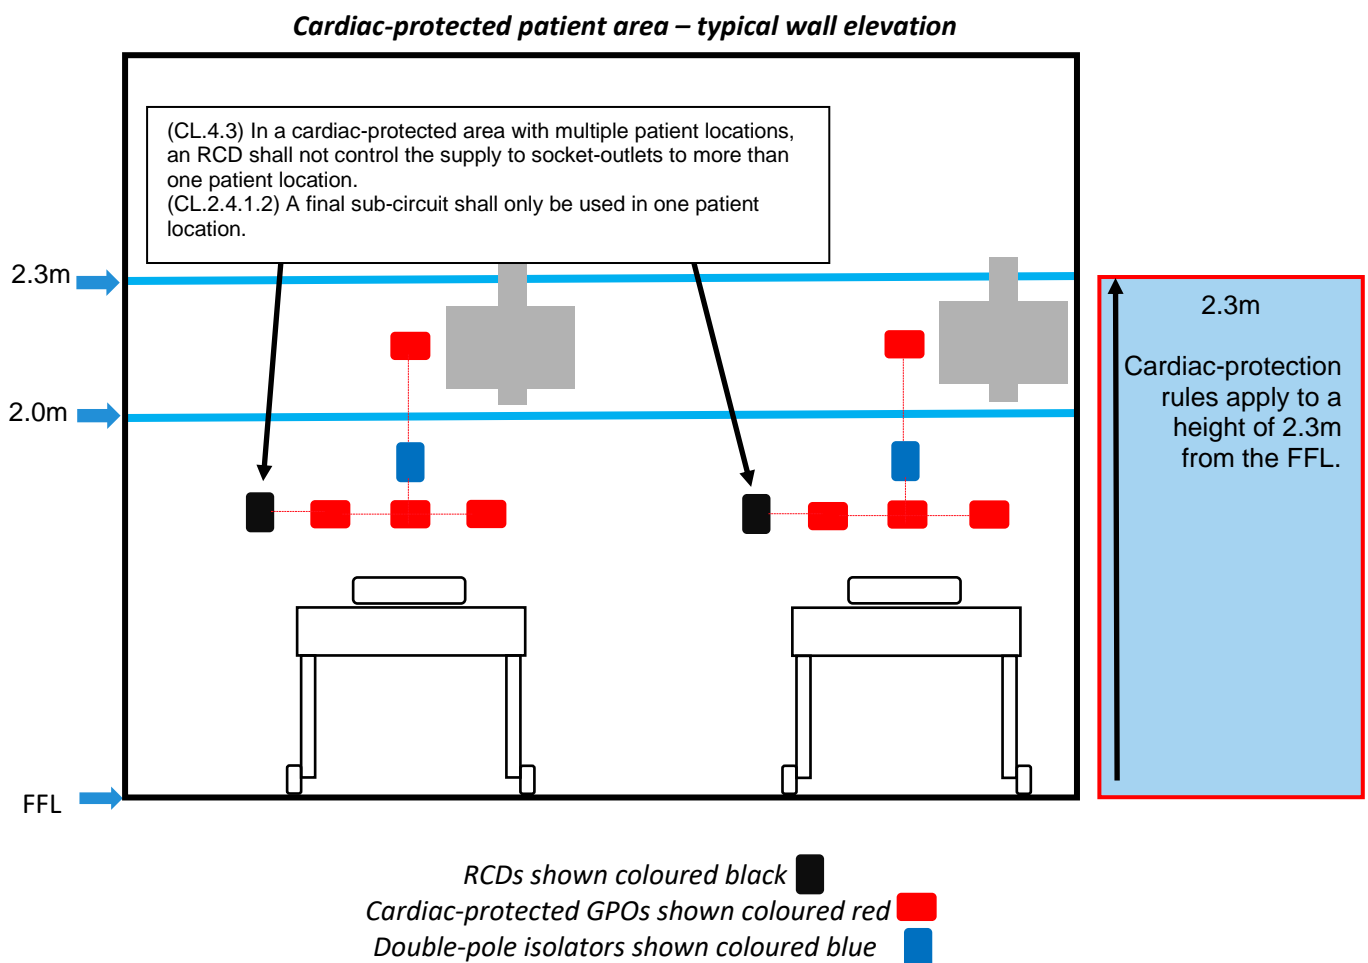 Cardiac-protected patient area – typical wall elevation
(CL.4.3) In a cardiac-protected area with multiple patient locations,
an RCD shall not control the supply to socket-outlets to more than
one patient location.
(CL.2.4.1.2) A final sub-circuit shall only be used in one patient
location.
2.3m
2.0m
FFL
2.3m
Cardiac-protection
rules apply to a
height of 2.3m
from the FFL.
RCDs shown coloured black
Cardiac-protected GPOs shown coloured red
Double-pole isolators shown coloured blue